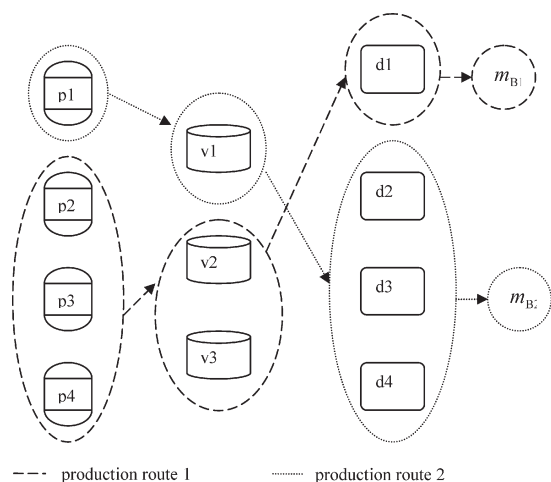 p1
d1
m_B1
v1
p2
d2
v2
p3
d3
m_B2
v3
p4
d4
production route 1
production route 2